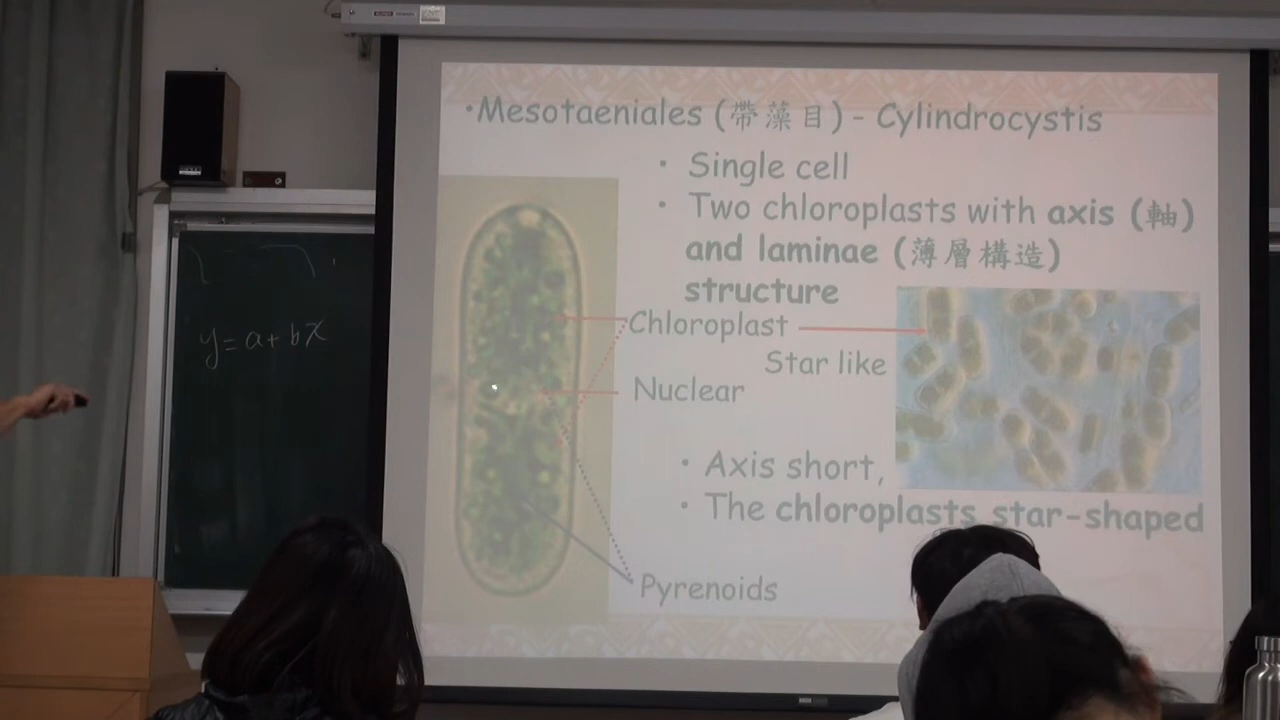 •Mesotaeniales (帶藻目) - Cylindrocystis
• Single cell
• Two chloroplasts with axis (軸)
and laminae (薄層構造)
structure
Chloroplast
Star like
Nuclear
• Axis short,
• The chloroplasts star-shaped
Pyrenoids
y=a+bx